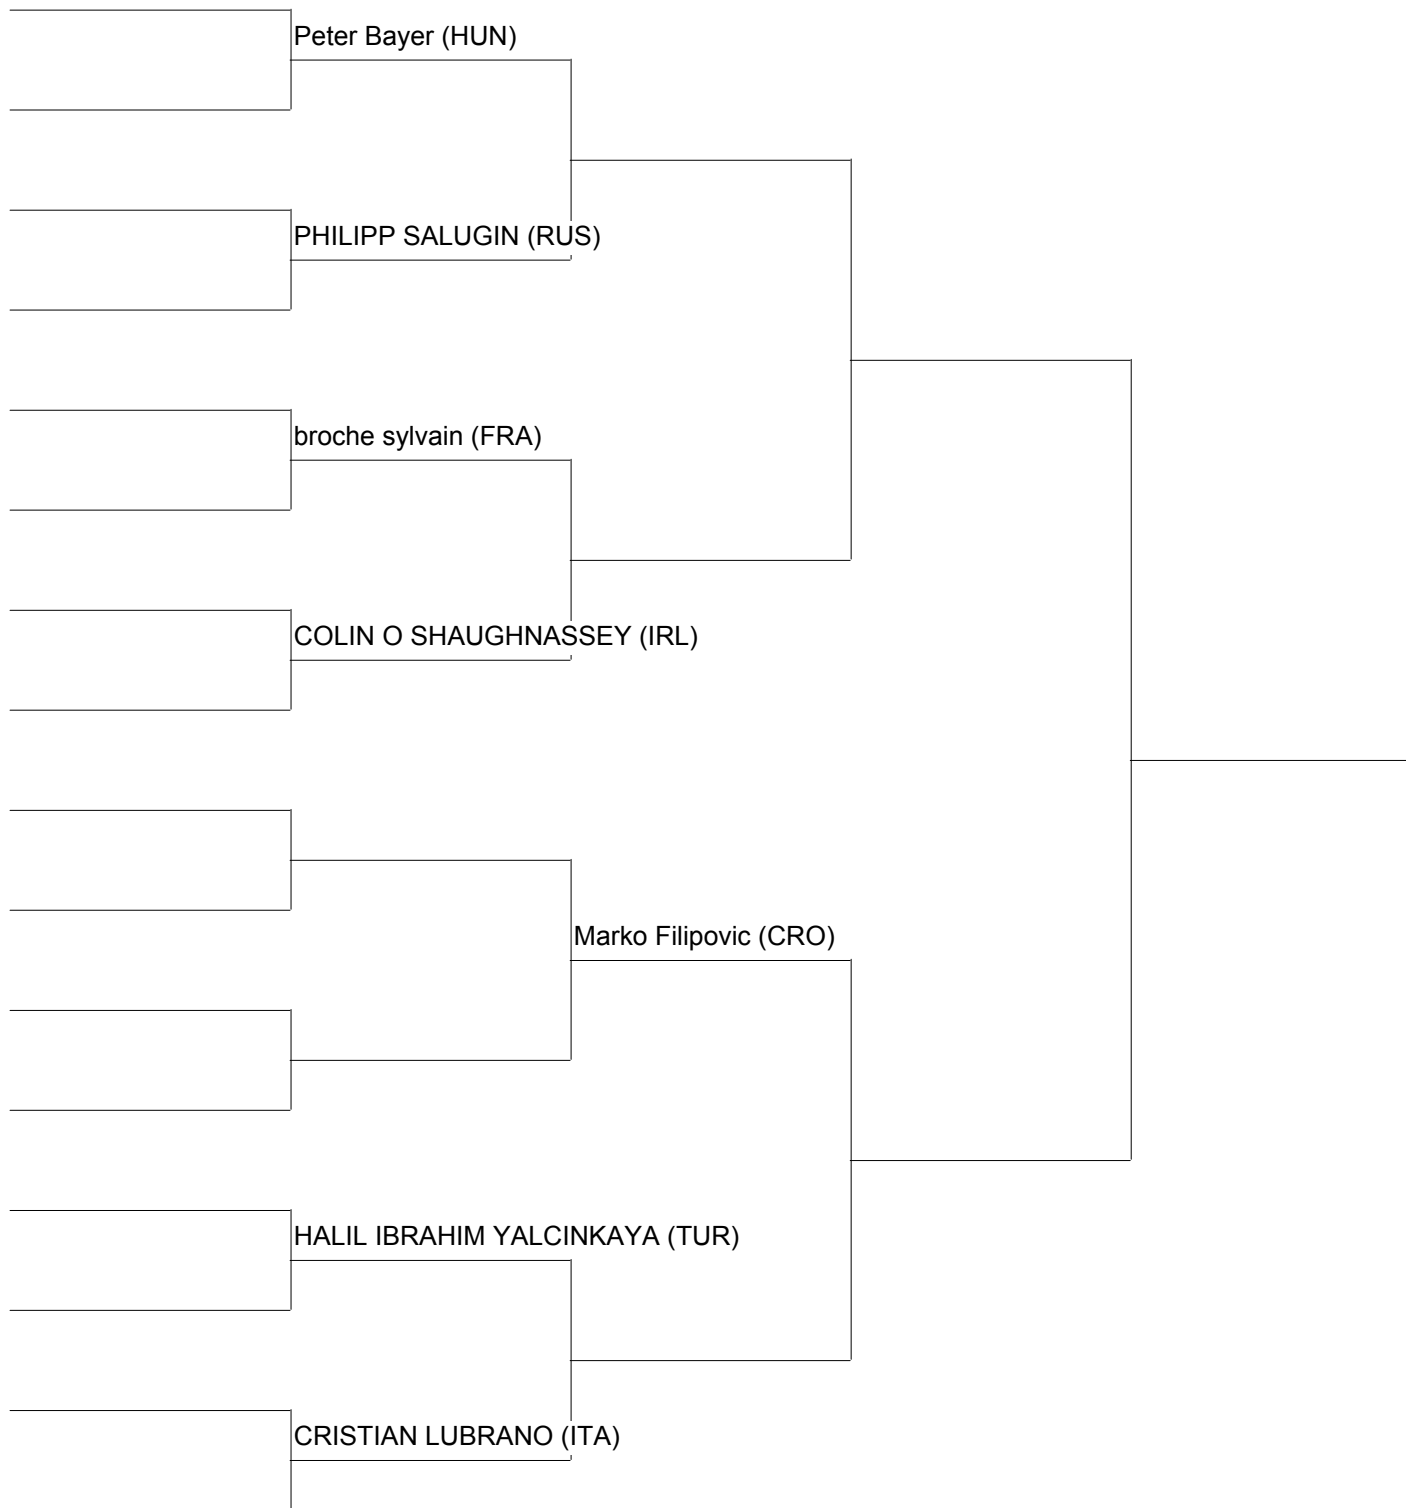 Peter Bayer (HUN)
PHILIPP SALUGIN (RUS)
broche sylvain (FRA)
COLIN O SHAUGHNASSEY (IRL)
Marko Filipovic (CRO)
HALIL IBRAHIM YALCINKAYA (TUR)
CRISTIAN LUBRANO (ITA)